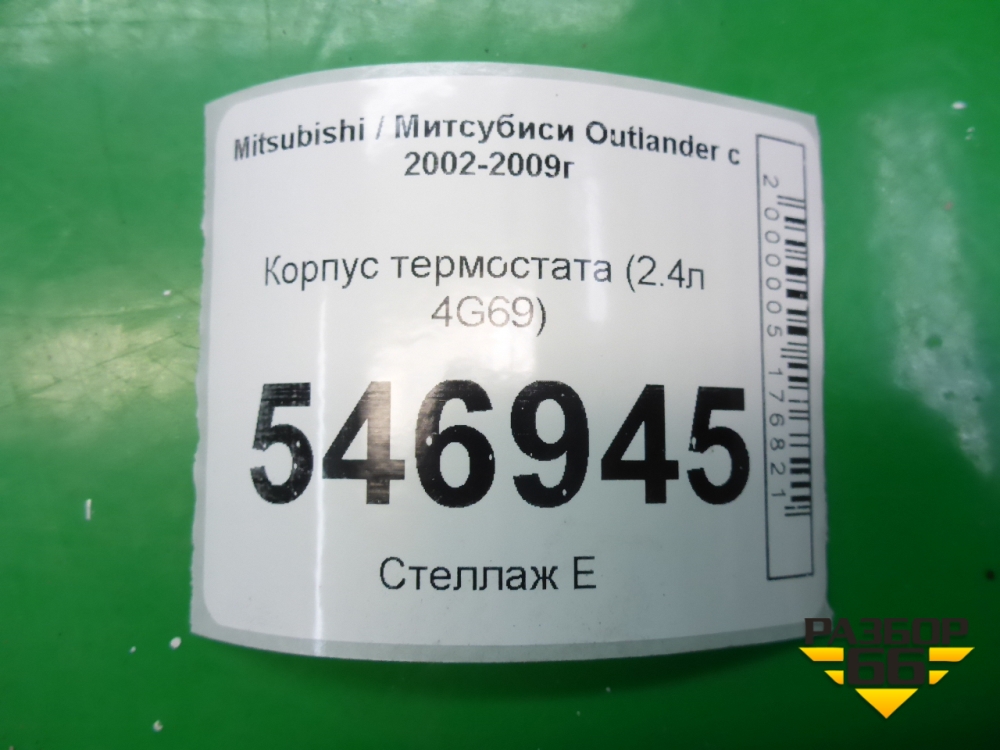 Mitsubishi / Митсубиси Outlander с
2002-2009г
Корпус термостата (2.4л
4G69)
546945
Стеллаж Е
2000005176821
РАЗБОР
66